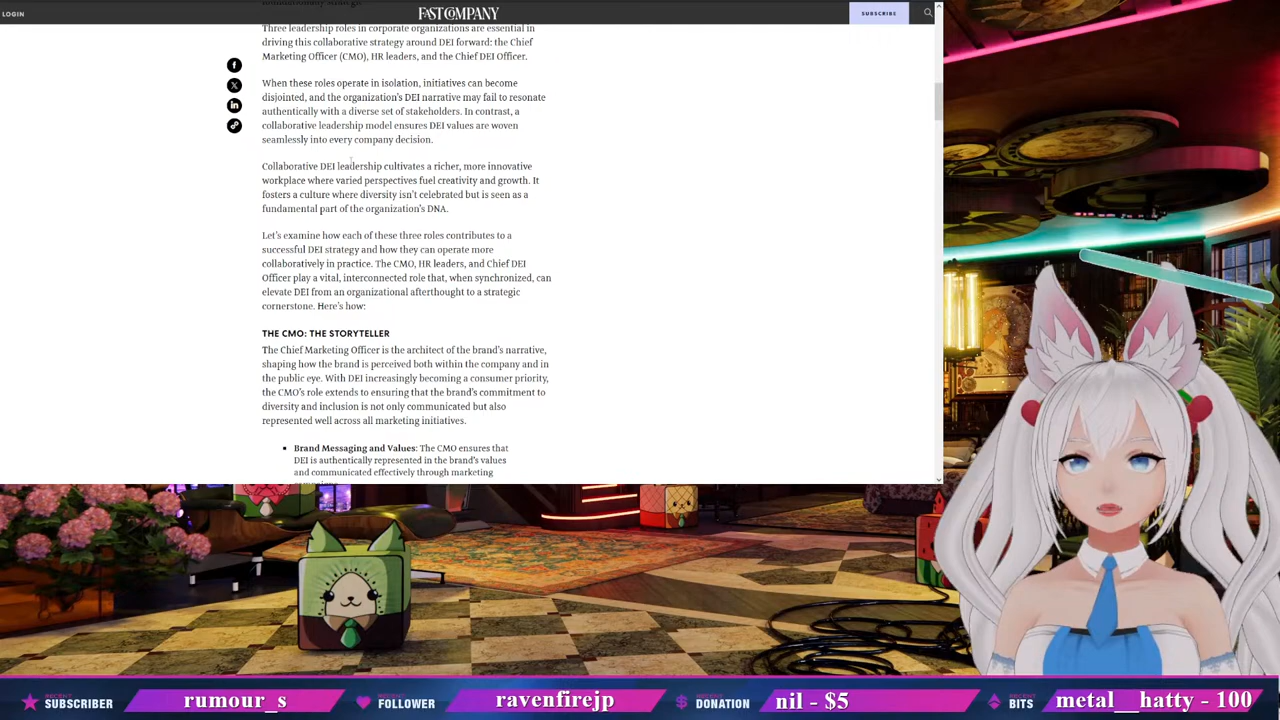 LOGIN
FAST COMPANY
SUBSCRIBE
Three leadership roles in corporate organizations are essential in
driving this collaborative strategy around DEI forward: the Chief
Marketing Officer (CMO), HR leaders, and the Chief DEI Officer.
When these roles operate in isolation, initiatives can become
disjointed, and the organization's DEI narrative may fail to resonate
authentically with a diverse set of stakeholders. In contrast, a
collaborative leadership model ensures DEI values are woven
seamlessly into every company decision.
Collaborative DEI leadership cultivates a richer, more innovative
workplace where varied perspectives fuel creativity and growth. It
fosters a culture where diversity isn't celebrated but is seen as a
fundamental part of the organization's DNA.
Let's examine how each of these three roles contributes to a
successful DEI strategy and how they can operate more
collaboratively in practice. The CMO, HR leaders, and Chief DEI
Officer play a vital, interconnected role that, when synchronized, can
elevate DEI from an organizational afterthought to a strategic
cornerstone. Here's how:
THE CMO: THE STORYTELLER
The Chief Marketing Officer is the architect of the brand's narrative,
shaping how the brand is perceived both within the company and in
the public eye. With DEI increasingly becoming a consumer priority,
the CMO's role extends to ensuring that the brand's commitment to
diversity and inclusion is not only communicated but also
represented well across all marketing initiatives.
Brand Messaging and Values: The CMO ensures that
DEI is authentically represented in the brand's values
and communicated effectively through marketing
RECENT SUBSCRIBER rumour_s RECENT FOLLOWER ravenfirejp RECENT DONATION nil - $5 RECENT BITS metal__hatty - 100